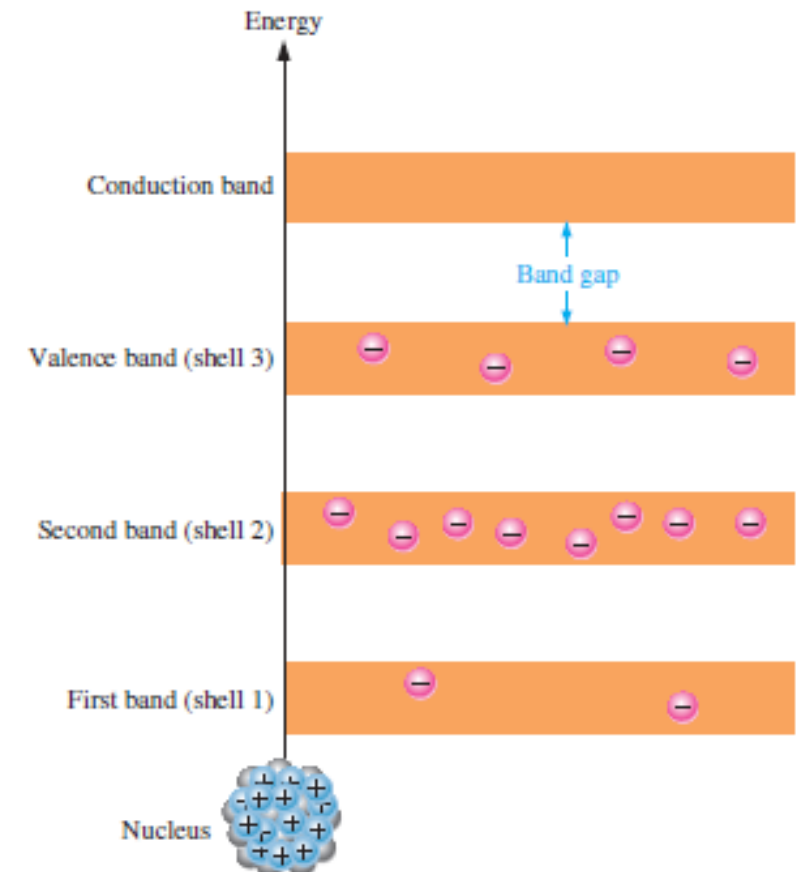 Energy
Conduction band
Band gap
Valence band (shell 3)
Second band (shell 2)
First band (shell 1)
Nucleus